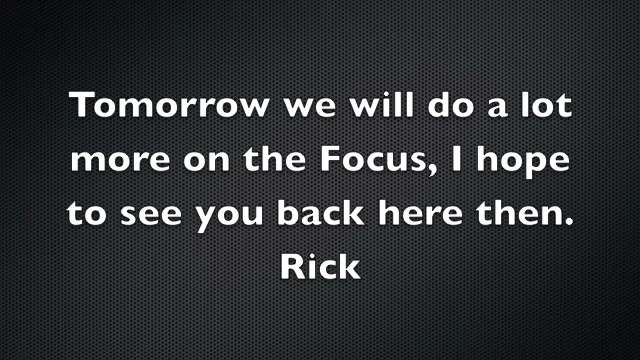 Tomorrow we will do a lot
more on the Focus, I hope
to see you back here then.
Rick